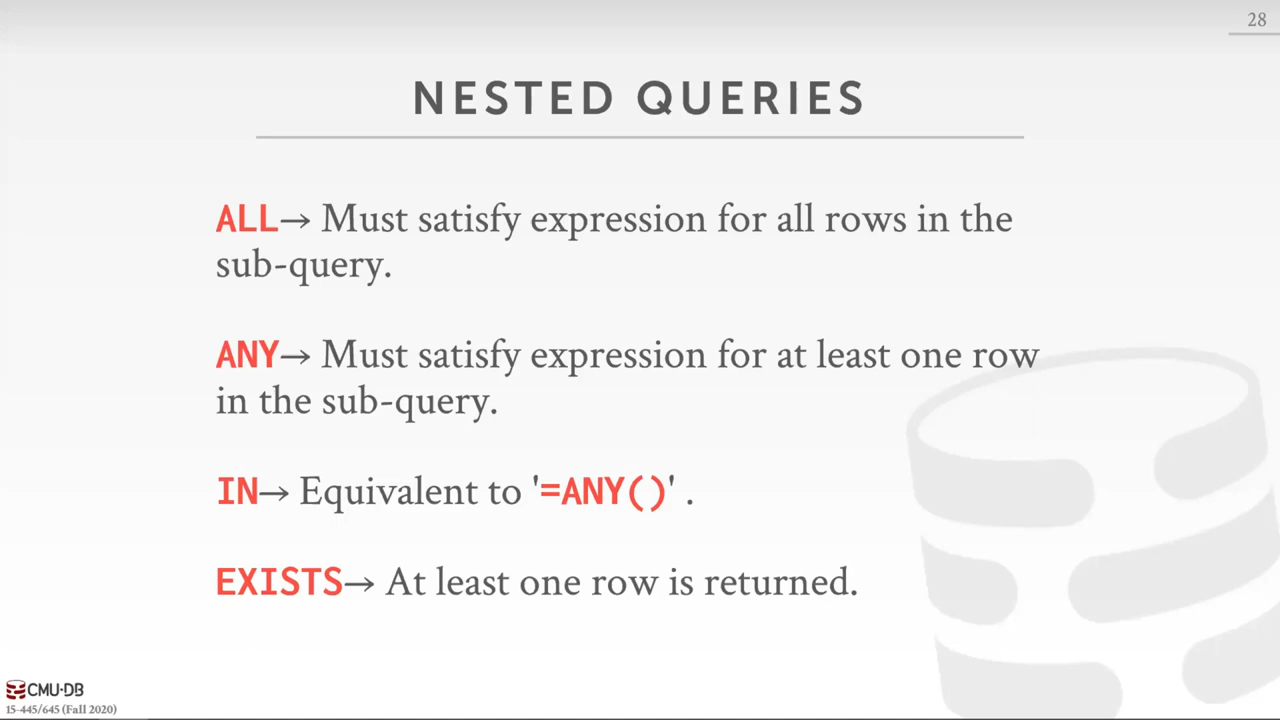 28
NESTED QUERIES
ALL→ Must satisfy expression for all rows in the
sub-query.
ANY→ Must satisfy expression for at least one row
in the sub-query.
IN→ Equivalent to '=ANY()' .
EXISTS→ At least one row is returned.
CMU·DB
15-445/645 (Fall 2020)